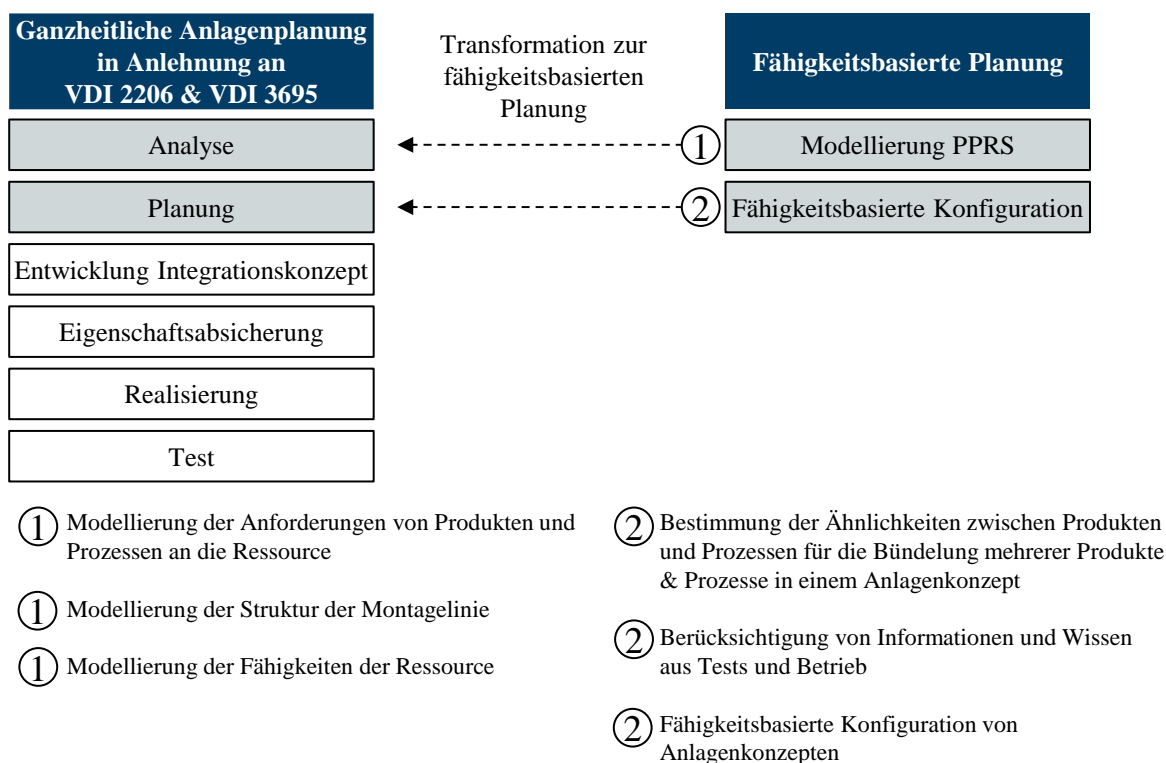 Ganzheitliche Anlagenplanung
in Anlehnung an
VDI 2206 & VDI 3695
Transformation zur
fähigkeitsbasierten
Planung
Fähigkeitsbasierte Planung
Analyse
1
Modellierung PPRS
Planung
2
Fähigkeitsbasierte Konfiguration
Entwicklung Integrationskonzept
Eigenschaftsabsicherung
Realisierung
Test
1 Modellierung der Anforderungen von Produkten und
Prozessen an die Ressource
1 Modellierung der Struktur der Montagelinie
1 Modellierung der Fähigkeiten der Ressource
2 Bestimmung der Ähnlichkeiten zwischen Produkten
und Prozessen für die Bündelung mehrerer Produkte
& Prozesse in einem Anlagenkonzept
2 Berücksichtigung von Informationen und Wissen
aus Tests und Betrieb
2 Fähigkeitsbasierte Konfiguration von
Anlagenkonzepten